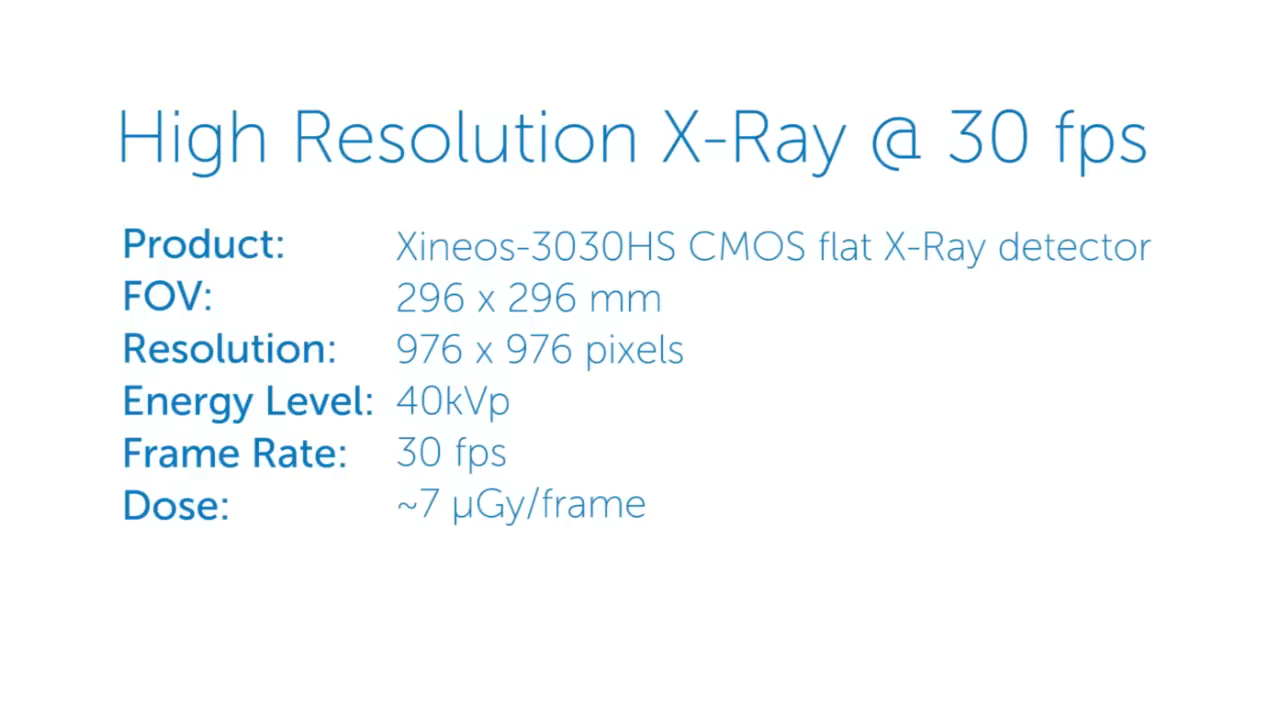 High Resolution X-Ray @ 30 fps
Product: Xineos-3030HS CMOS flat X-Ray detector
FOV: 296 x 296 mm
Resolution: 976 x 976 pixels
Energy Level: 40kVp
Frame Rate: 30 fps
Dose: ~7 µGy/frame